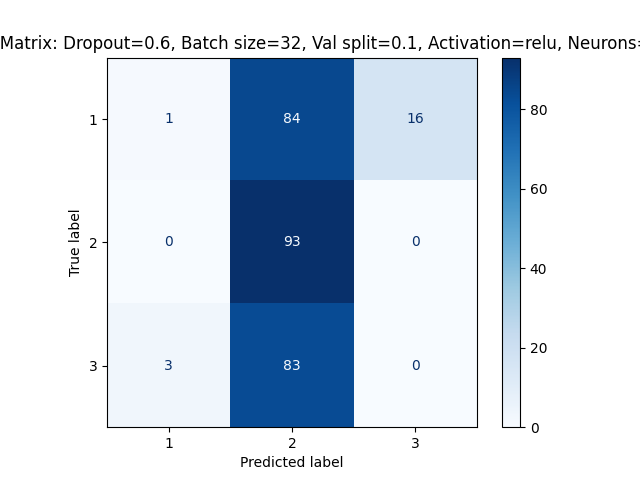 Matrix: Dropout=0.6, Batch size=32, Val split=0.1, Activation=relu, Neurons=
1 1 84 16 80
60
2 0 93 0
40
20
3 3 83 0
0
1 2 3
Predicted label
True label